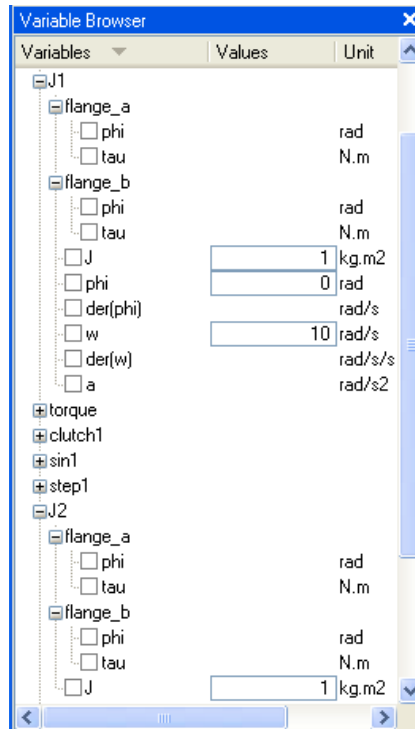 Variable Browser
Variables Values Unit
J1
flange_a
phi rad
tau N.m
flange_b
phi rad
tau N.m
J 1 kg.m2
phi 0 rad
der(phi) rad/s
w 10 rad/s
der(w) rad/s/s
a rad/s2
torque
clutch1
sin1
step1
J2
flange_a
phi rad
tau N.m
flange_b
phi rad
tau N.m
J 1 kg.m2